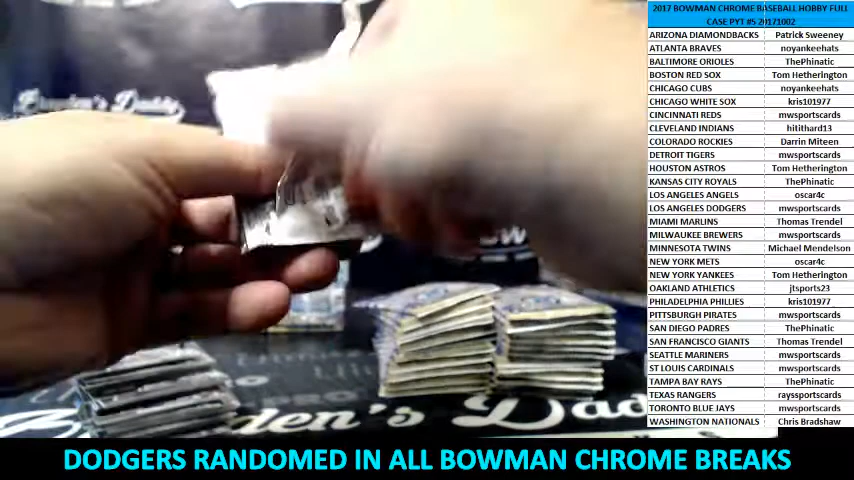 2017 BOWMAN CHROME BASEBALL HOBBY FULL
CASE PYT #5 20171002
ARIZONA DIAMONDBACKS Patrick Sweeney
ATLANTA BRAVES noyankeehats
BALTIMORE ORIOLES ThePhinatic
BOSTON RED SOX Tom Hetherington
CHICAGO CUBS noyankeehats
CHICAGO WHITE SOX kris101977
CINCINNATI REDS mwsportscards
CLEVELAND INDIANS hitithard13
COLORADO ROCKIES Darrin Miteen
DETROIT TIGERS mwsportscards
HOUSTON ASTROS Tom Hetherington
KANSAS CITY ROYALS ThePhinatic
LOS ANGELES ANGELS oscar4c
LOS ANGELES DODGERS mwsportscards
MIAMI MARLINS Thomas Trendel
MILWAUKEE BREWERS mwsportscards
MINNESOTA TWINS Michael Mendelson
NEW YORK METS oscar4c
NEW YORK YANKEES Tom Hetherington
OAKLAND ATHLETICS jtsports23
PHILADELPHIA PHILLIES kris101977
PITTSBURGH PIRATES mwsportscards
SAN DIEGO PADRES ThePhinatic
SAN FRANCISCO GIANTS Thomas Trendel
SEATTLE MARINERS mwsportscards
ST LOUIS CARDINALS mwsportscards
TAMPA BAY RAYS ThePhinatic
TEXAS RANGERS rayssportscards
TORONTO BLUE JAYS mwsportscards
WASHINGTON NATIONALS Chris Bradshaw
Daddy
den's Dad
DODGERS RANDOMED IN ALL BOWMAN CHROME BREAKS